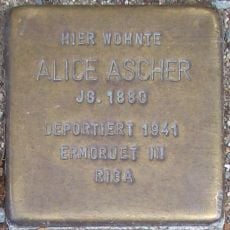 HIER WOHNTE
ALICE ASCHER
JG. 1880
DEPORTIERT 1941
ERMORDET IN
RIGA